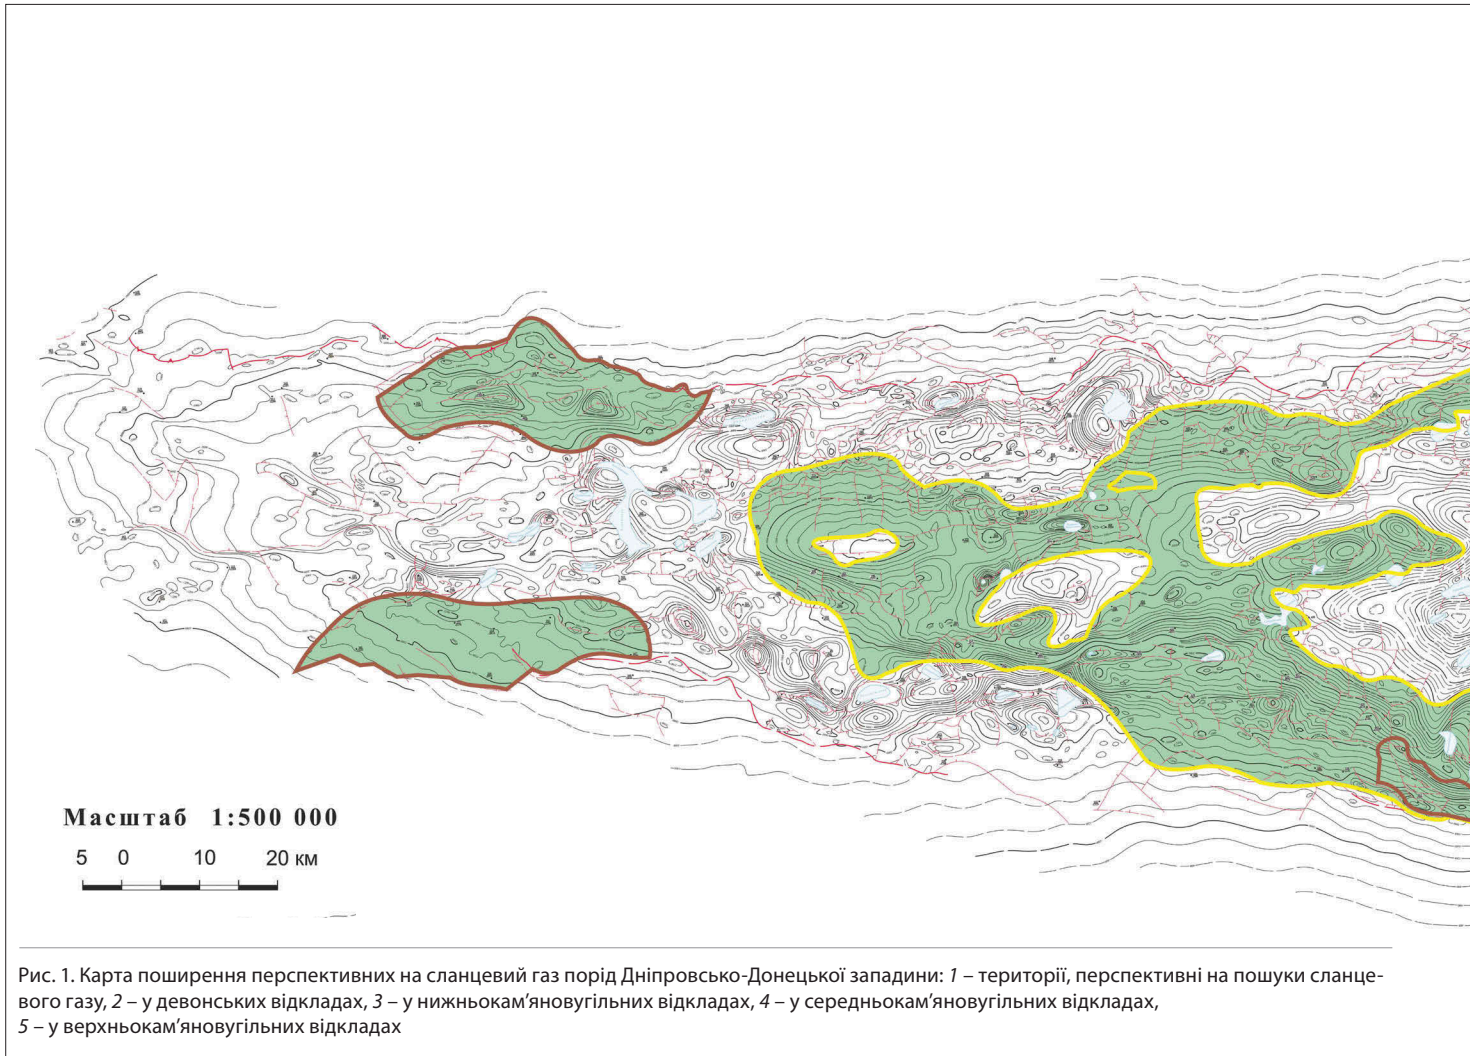 Масштаб 1:500 000
5 0 10 20 км
Рис. 1. Карта поширення перспективних на сланцевий газ порід Дніпровсько-Донецької западини: 1 – території, перспективні на пошуки сланце-
вого газу, 2 – у девонських відкладах, 3 – у нижньокам’яновугільних відкладах, 4 – у середньокам’яновугільних відкладах,
5 – у верхньокам’яновугільних відкладах